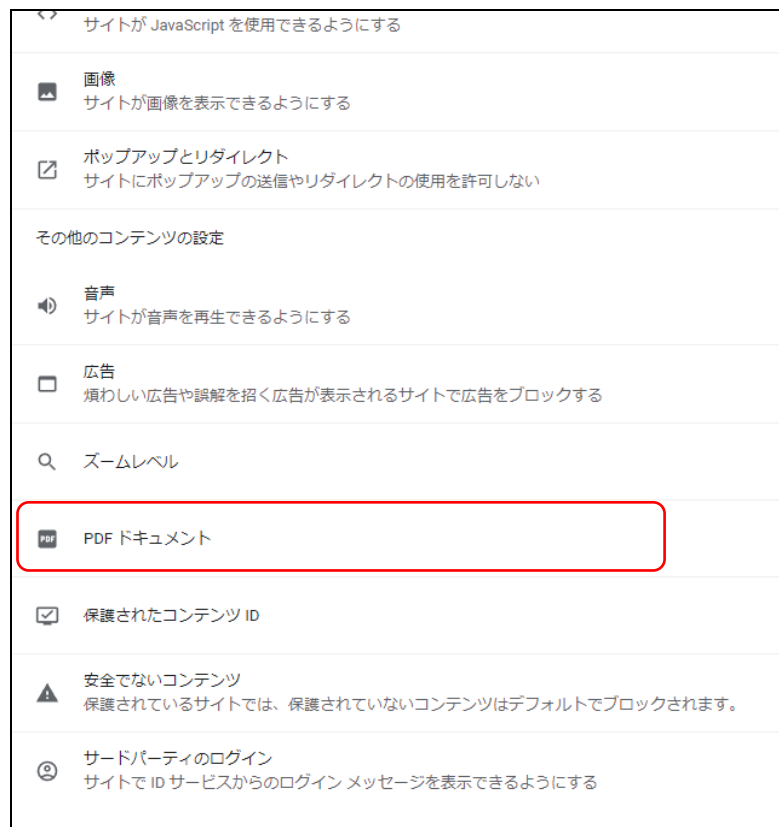 サイトが JavaScript を使用できるようにする
画像
サイトが画像を表示できるようにする
ポップアップとリダイレクト
サイトにポップアップの送信やリダイレクトの使用を許可しない
その他のコンテンツの設定
音声
サイトが音声を再生できるようにする
広告
煩わしい広告や誤解を招く広告が表示されるサイトで広告をブロックする
ズームレベル
PDF
PDF ドキュメント
保護されたコンテンツ ID
安全でないコンテンツ
保護されているサイトでは、保護されていないコンテンツはデフォルトでブロックされます。
サードパーティのログイン
サイトで ID サービスからのログイン メッセージを表示できるようにする